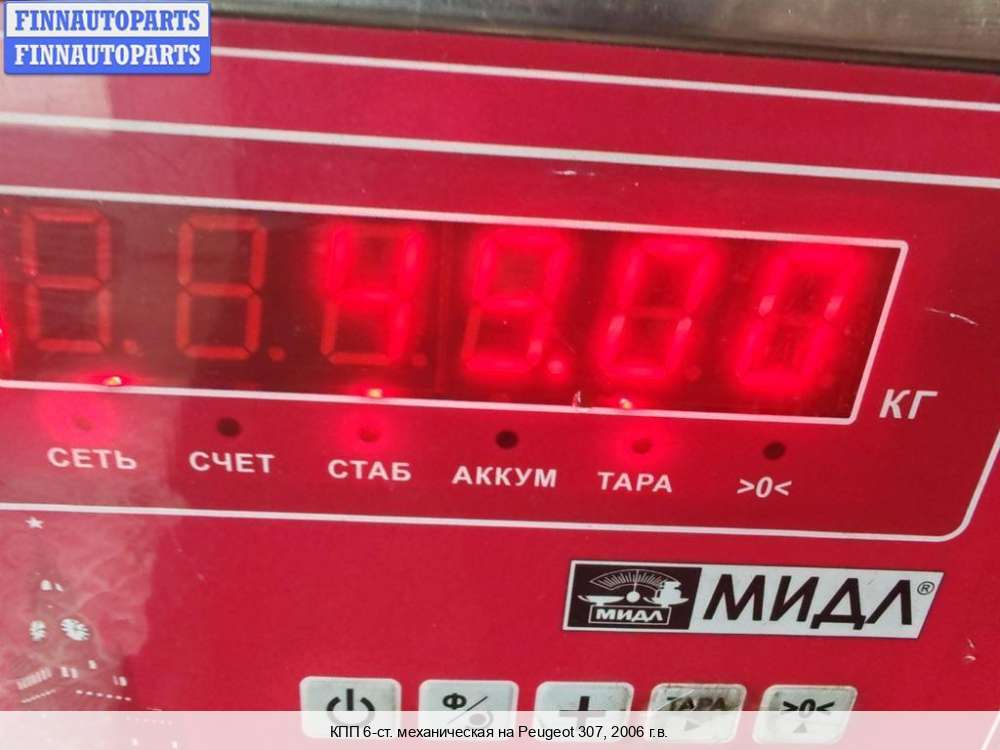 FINNAUTOPARTS
FINNAUTOPARTS
49.00
КГ
СЕТЬ СЧЕТ СТАБ АККУМ ТАРА >0<
МИДЛ МИДЛ®
Ф/ + ТАРА >0<
КПП 6-ст. механическая на Peugeot 307, 2006 г.в.